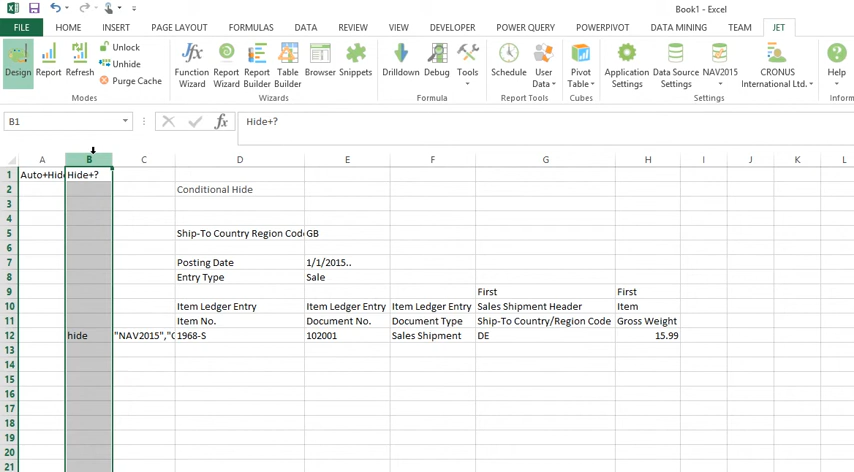 Book1 - Excel
FILE HOME INSERT PAGE LAYOUT FORMULAS DATA REVIEW VIEW DEVELOPER POWER QUERY POWERPIVOT DATA MINING TEAM JET
Design Report Refresh
Unlock
Unhide
Purge Cache
Modes
Function Wizard
Report Wizard
Report Builder
Table Builder
Browser
Snippets
Wizards
Drilldown
Debug
Tools
Formula
Schedule
User Data
Report Tools
Pivot Table
Cubes
Application Settings
Data Source Settings
NAV2015
CRONUS International Ltd.
Settings
Help
Inform
B1 fx Hide+?
A B C D E F G H I J K L
1 Auto+Hide Hide+?
2 Conditional Hide
3
4
5 Ship-To Country Region Code GB
6
7 Posting Date 1/1/2015..
8 Entry Type Sale
9 First First
10 Item Ledger Entry Item Ledger Entry Item Ledger Entry Sales Shipment Header Item
11 Item No. Document No. Document Type Ship-To Country/Region Code Gross Weight
12 hide "NAV2015","C 1968-S 102001 Sales Shipment DE 15.99
13
14
15
16
17
18
19
20
21